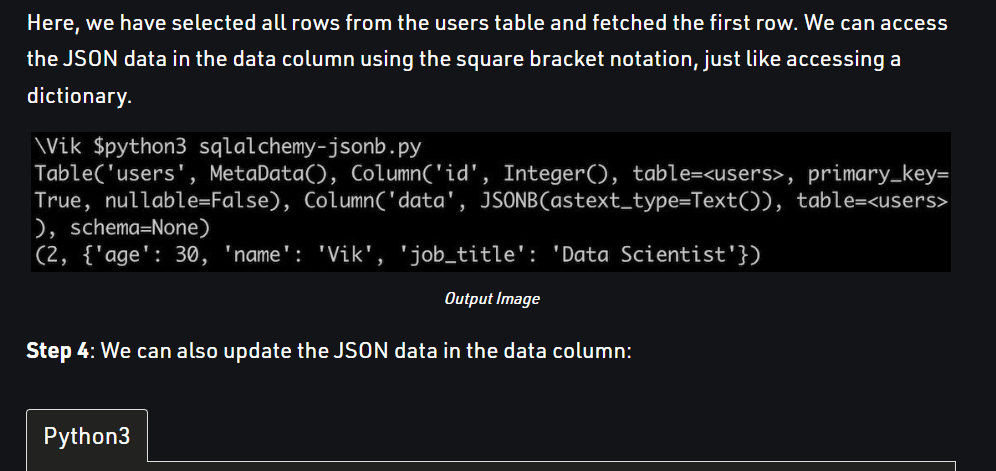 Here, we have selected all rows from the users table and fetched the first row. We can access
the JSON data in the data column using the square bracket notation, just like accessing a
dictionary.
\Vik $python3 sqlalchemy-jsonb.py
Table('users', MetaData(), Column('id', Integer(), table=<users>, primary_key=
True, nullable=False), Column('data', JSONB(astext_type=Text()), table=<users>
), schema=None)
(2, {'age': 30, 'name': 'Vik', 'job_title': 'Data Scientist'})
Output Image
Step 4: We can also update the JSON data in the data column:
Python3